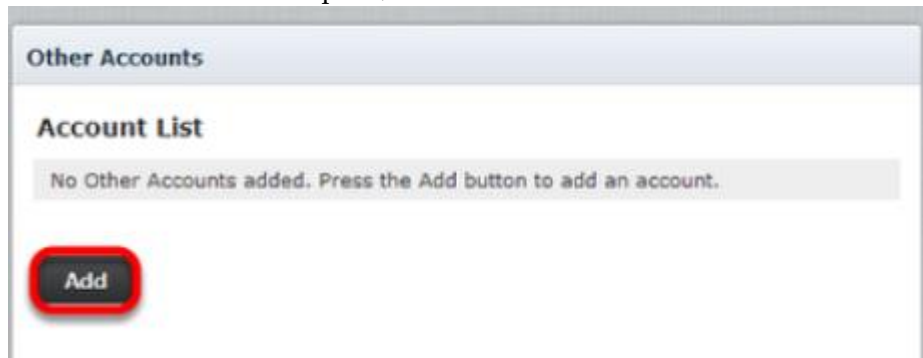 Other Accounts
Account List
No Other Accounts added. Press the Add button to add an account.
Add